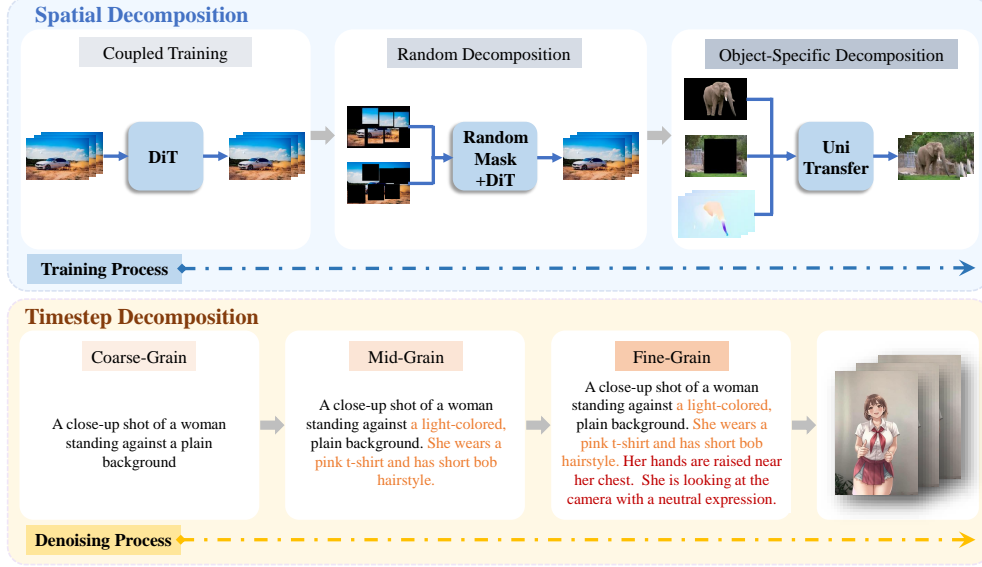 Spatial Decomposition
Coupled Training
Random Decomposition
Object-Specific Decomposition
DiT
Random
Mask
+DiT
Uni
Transfer
Training Process
Timestep Decomposition
Coarse-Grain
A close-up shot of a woman
standing against a plain
background
Mid-Grain
A close-up shot of a woman
standing against a light-colored,
plain background. She wears a
pink t-shirt and has short bob
hairstyle.
Fine-Grain
A close-up shot of a woman
standing against a light-colored,
plain background. She wears a
pink t-shirt and has short bob
hairstyle. Her hands are raised near
her chest. She is looking at the
camera with a neutral expression.
Denoising Process